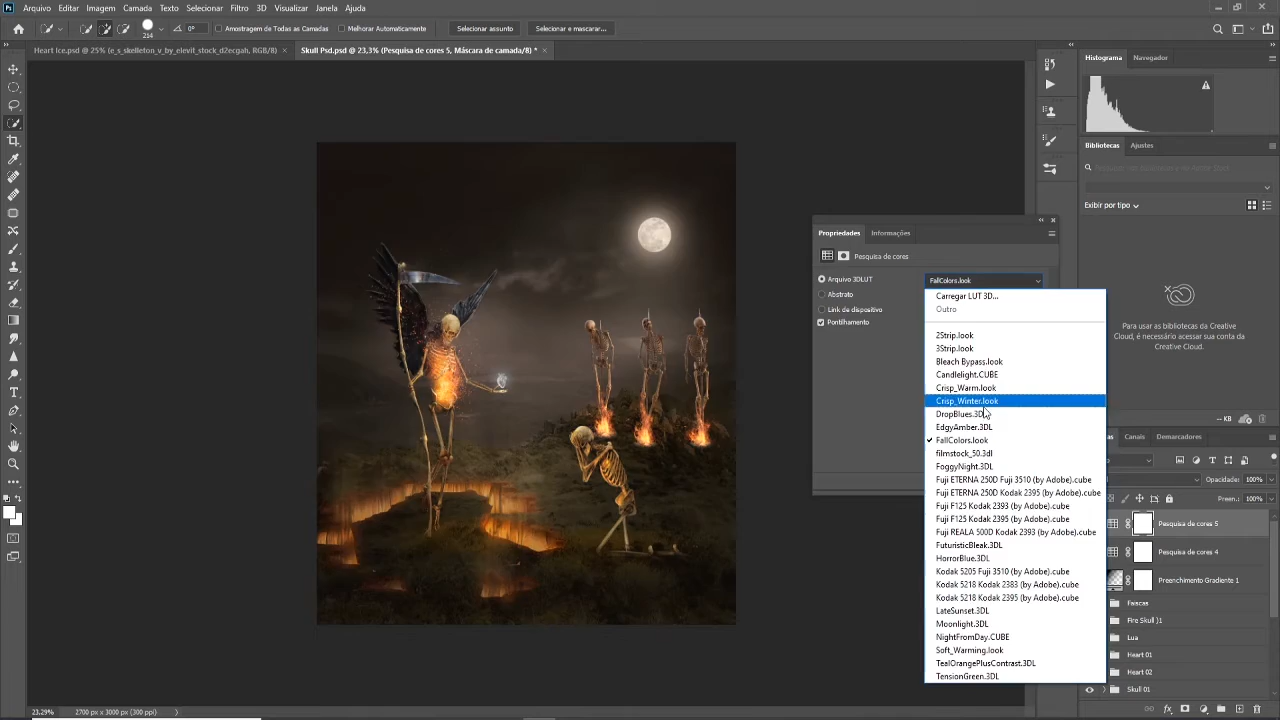 Arquivo Editar Imagem Camada Texto Selecionar Filtro 3D Visualizar Janela Ajuda
214 0° Amostragem de Todas as Camadas Melhorar Automaticamente Selecionar assunto Selecionar e mascarar...
Heart Ice.psd @ 25% (e_s_skelleton_v_by_elevit_stock_d2ecgah, RGB/8) × Skull Psd.psd @ 23,3% (Pesquisa de cores 5, Máscara de camada/8) * ×
Histograma Navegador
Bibliotecas Ajustes
Exibir por tipo
Para usar as bibliotecas da Creative
Cloud, é necessário acessar sua conta da
Creative Cloud.
-- KB
Propriedades Informações
Pesquisa de cores
Arquivo 3DLUT FallColors.look
Abstrato
Link de dispositivo
Pontilhamento
Carregar LUT 3D...
Outro
2Strip.look
3Strip.look
Bleach Bypass.look
Candlelight.CUBE
Crisp_Warm.look
Crisp_Winter.look
DropBlues.3DL
EdgyAmber.3DL
FallColors.look
filmstock_50.3dl
FoggyNight.3DL
Fuji ETERNA 250D Fuji 3510 (by Adobe).cube
Fuji ETERNA 250D Kodak 2395 (by Adobe).cube
Fuji F125 Kodak 2393 (by Adobe).cube
Fuji F125 Kodak 2395 (by Adobe).cube
Fuji REALA 500D Kodak 2393 (by Adobe).cube
FuturisticBleak.3DL
HorrorBlue.3DL
Kodak 5205 Fuji 3510 (by Adobe).cube
Kodak 5218 Kodak 2383 (by Adobe).cube
Kodak 5218 Kodak 2395 (by Adobe).cube
LateSunset.3DL
Moonlight.3DL
NightFromDay.CUBE
Soft_Warming.look
TealOrangePlusContrast.3DL
TensionGreen.3DL
as Canais Demarcadores
Opacidade: 100%
Preen.: 100%
Pesquisa de cores 5
Pesquisa de cores 4
Preenchimento Gradiente 1
Faíscas
Fire Skull )1
Lua
Heart 01
Heart 02
Skull 01
23,29% 2700 px x 3000 px (300 ppi)